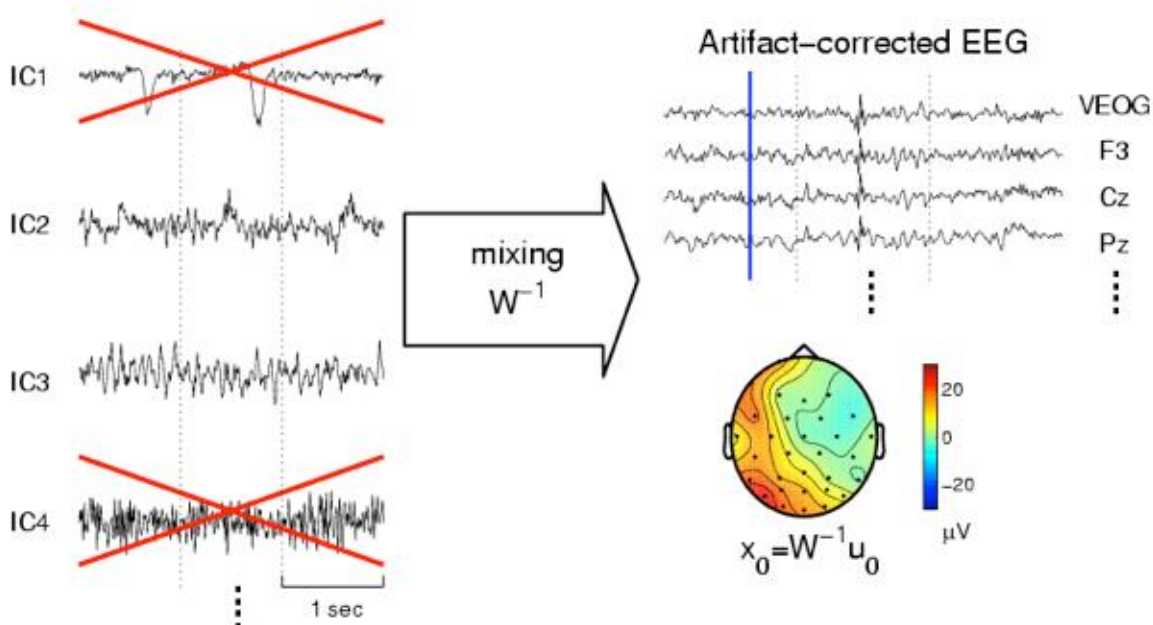 IC1
IC2
IC3
IC4
1 sec
mixing
W⁻¹
Artifact–corrected EEG
VEOG
F3
Cz
Pz
20
0
−20
μV
x₀=W⁻¹u₀